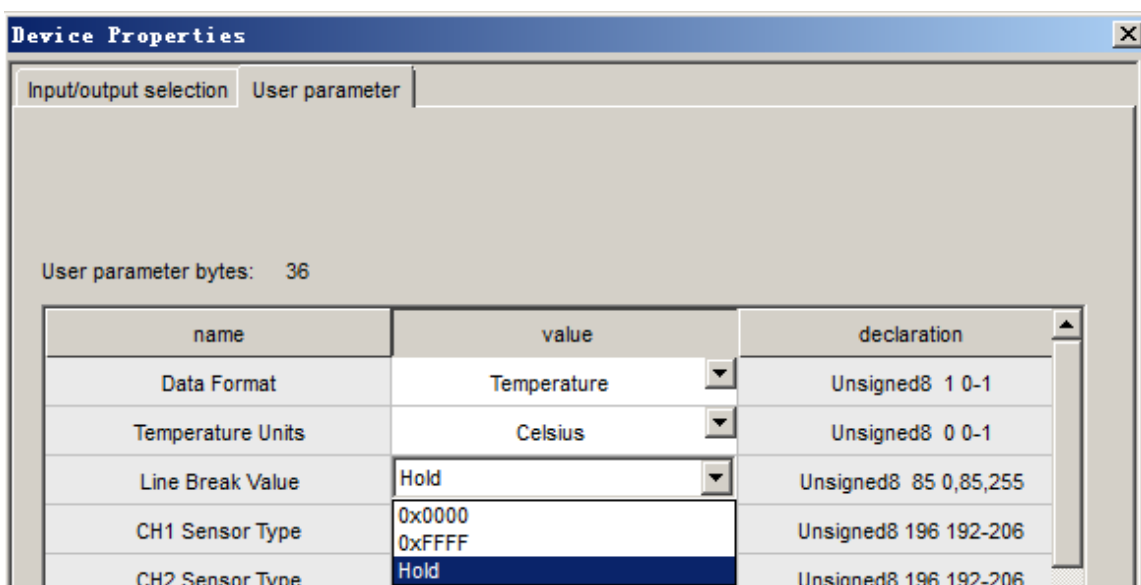 Device Properties
Input/output selection User parameter
User parameter bytes: 36
name value declaration
Data Format Temperature Unsigned8 1 0-1
Temperature Units Celsius Unsigned8 0 0-1
Line Break Value Hold Unsigned8 85 0,85,255
0x0000
CH1 Sensor Type Unsigned8 196 192-206
0xFFFF
Hold
CH2 Sensor Type Unsigned8 196 192-206